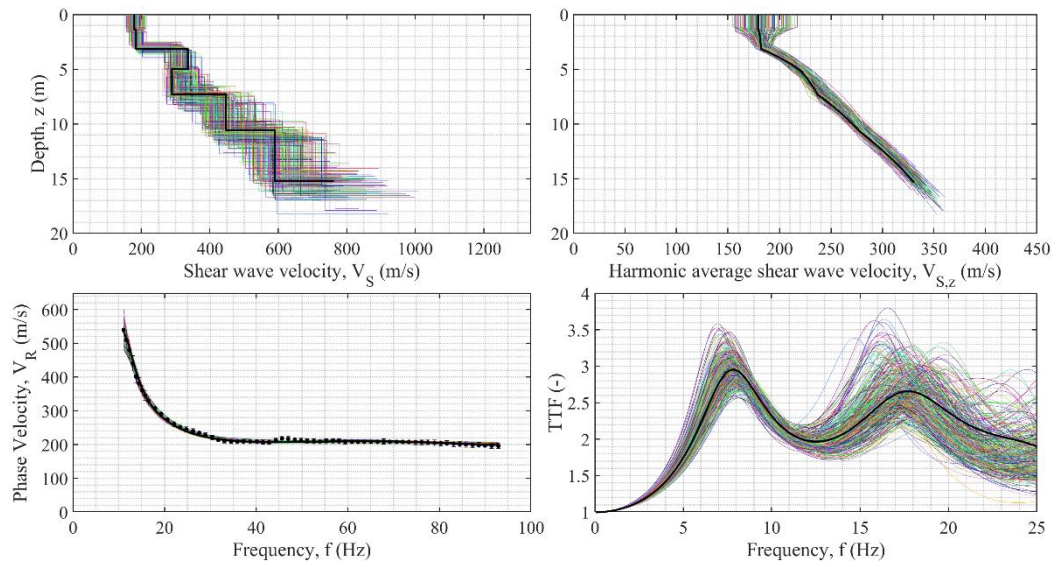 0
5
10
15
20
Depth, z (m)
0 200 400 600 800 1000 1200
Shear wave velocity, V_S (m/s)
0
5
10
15
20
0 50 100 150 200 250 300 350 400 450
Harmonic average shear wave velocity, V_S,z (m/s)
600
500
400
300
200
100
0
Phase Velocity, V_R (m/s)
0 20 40 60 80 100
Frequency, f (Hz)
4
3.5
3
2.5
2
1.5
1
TTF (-)
0 5 10 15 20 25
Frequency, f (Hz)